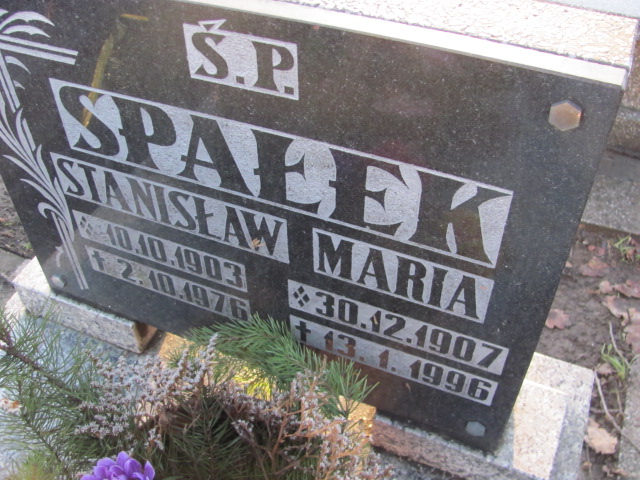 Ś.P.
SPAŁEK
STANISŁAW
10.10.1903
† 2.10.1976
MARIA
30.12.1907
† 13.1.1996